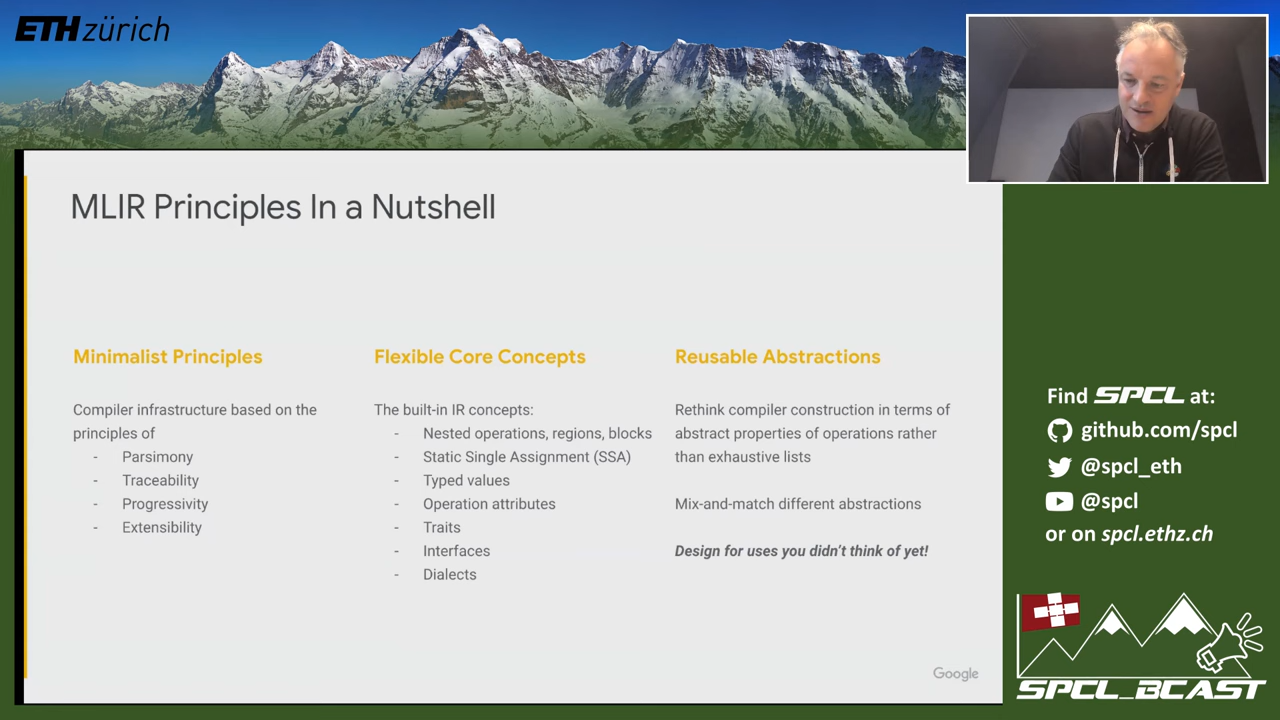 ETH zürich
MLIR Principles In a Nutshell
Minimalist Principles
Compiler infrastructure based on the
principles of
- Parsimony
- Traceability
- Progressivity
- Extensibility
Flexible Core Concepts
The built-in IR concepts:
- Nested operations, regions, blocks
- Static Single Assignment (SSA)
- Typed values
- Operation attributes
- Traits
- Interfaces
- Dialects
Reusable Abstractions
Rethink compiler construction in terms of
abstract properties of operations rather
than exhaustive lists
Mix-and-match different abstractions
Design for uses you didn't think of yet!
Google
Find SPCL at:
github.com/spcl
@spcl_eth
@spcl
or on spcl.ethz.ch
SPCL_BCAST